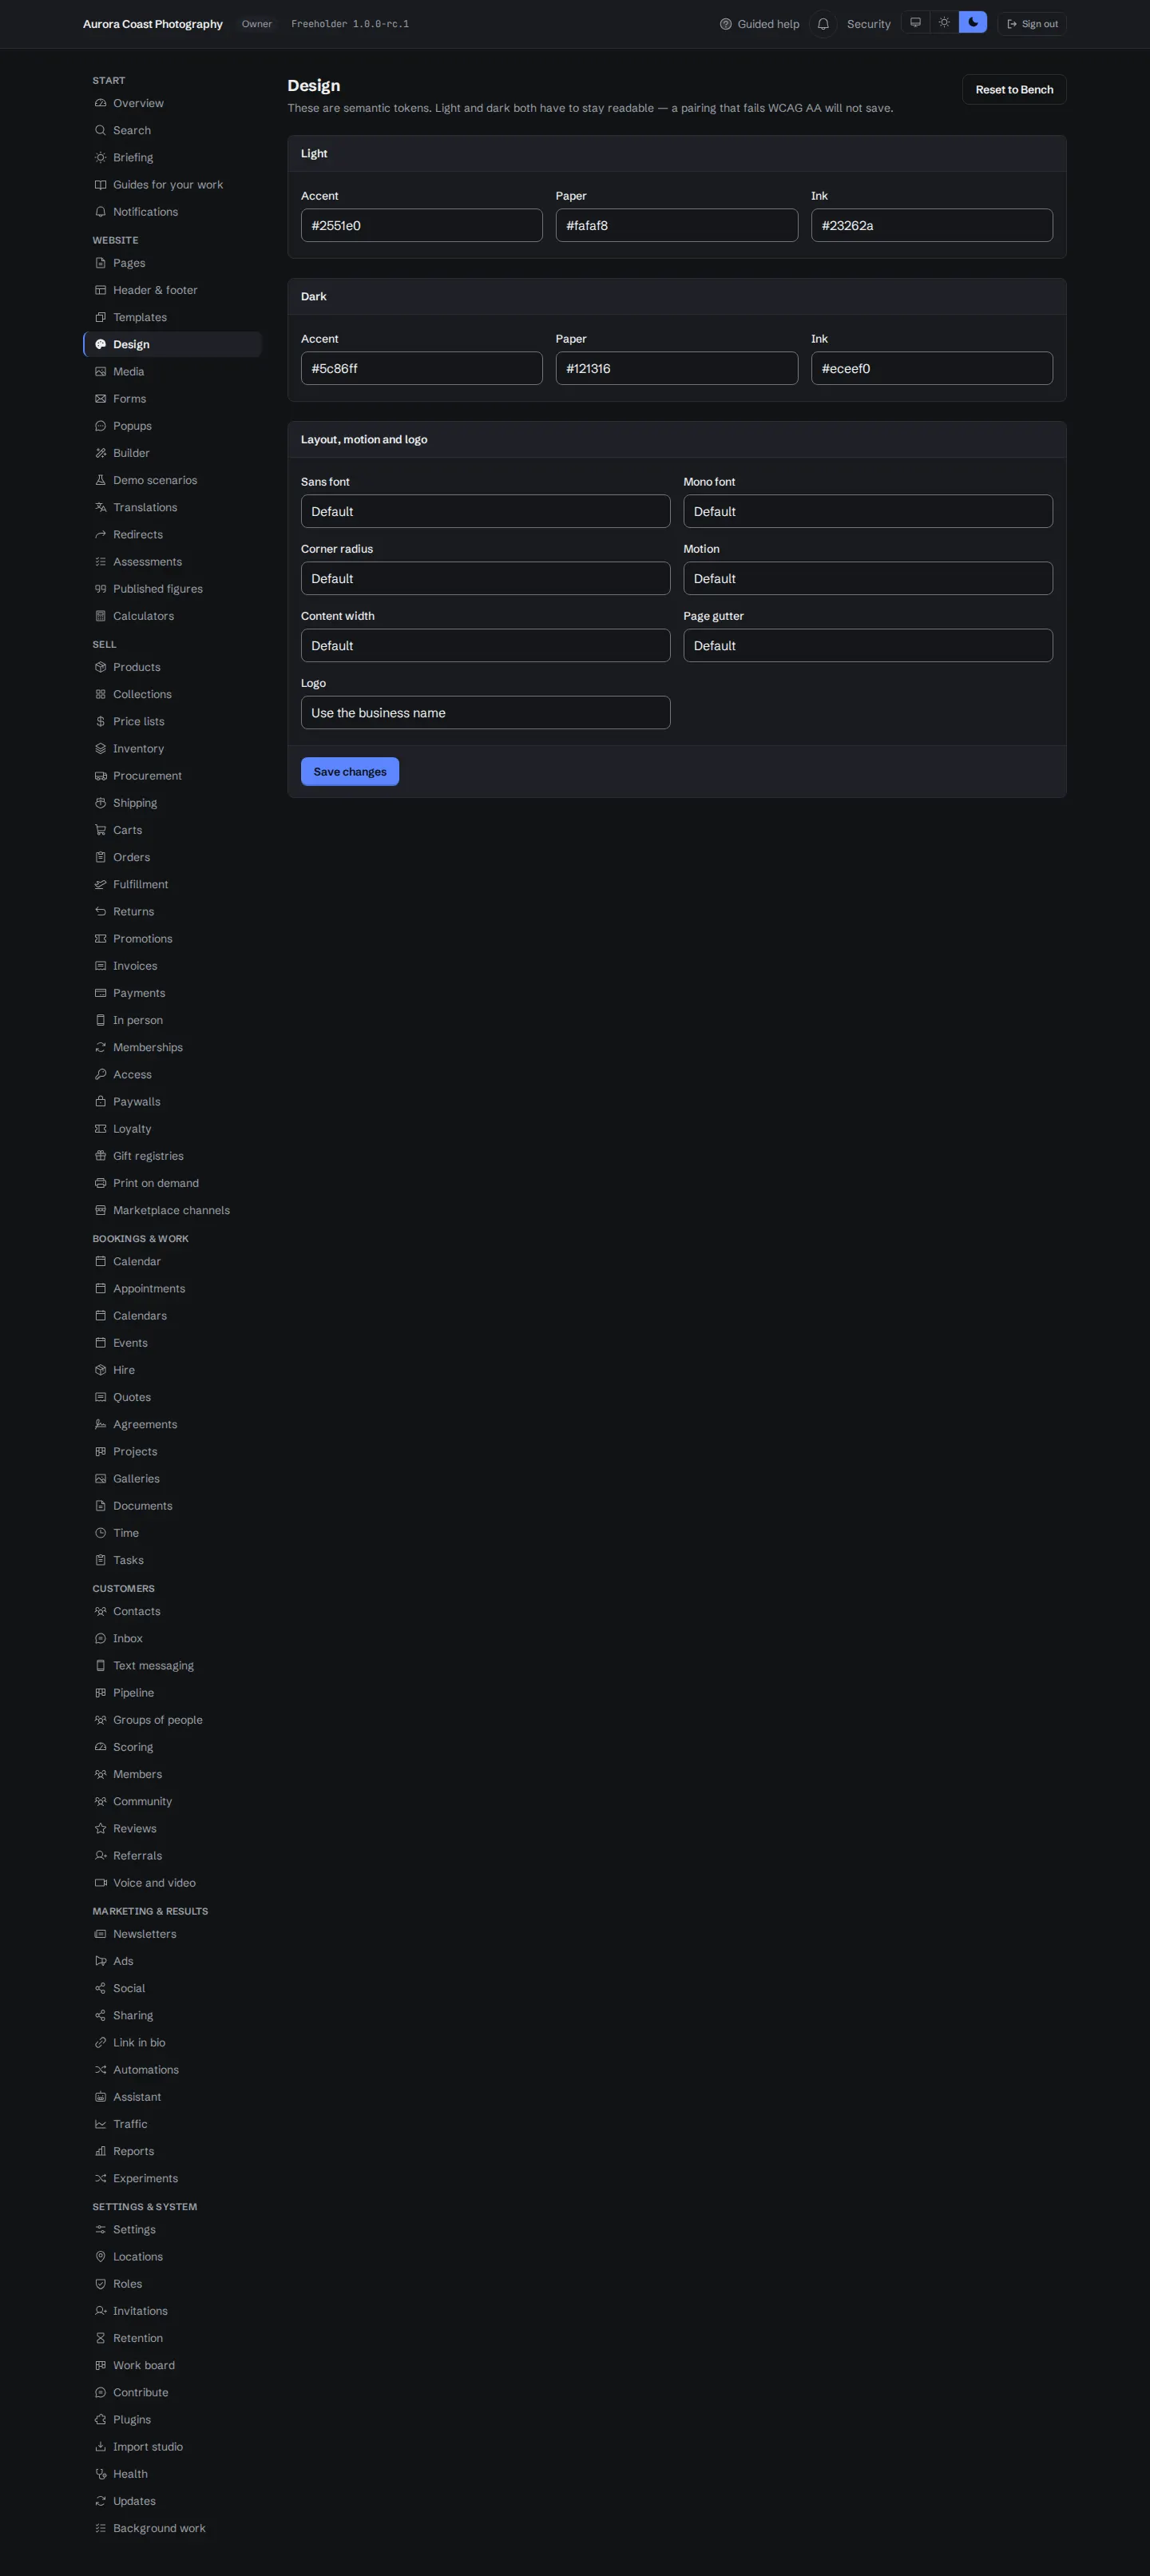 Aurora Coast Photography Owner Freeholder 1.0.0-rc.1 Guided help Security Sign out
START
Overview
Search
Briefing
Guides for your work
Notifications
WEBSITE
Pages
Header & footer
Templates
Design
Media
Forms
Popups
Builder
Demo scenarios
Translations
Redirects
Assessments
Published figures
Calculators
SELL
Products
Collections
Price lists
Inventory
Procurement
Shipping
Carts
Orders
Fulfillment
Returns
Promotions
Invoices
Payments
In person
Memberships
Access
Paywalls
Loyalty
Gift registries
Print on demand
Marketplace channels
BOOKINGS & WORK
Calendar
Appointments
Calendars
Events
Hire
Quotes
Agreements
Projects
Galleries
Documents
Time
Tasks
CUSTOMERS
Contacts
Inbox
Text messaging
Pipeline
Groups of people
Scoring
Members
Community
Reviews
Referrals
Voice and video
MARKETING & RESULTS
Newsletters
Ads
Social
Sharing
Link in bio
Automations
Assistant
Traffic
Reports
Experiments
SETTINGS & SYSTEM
Settings
Locations
Roles
Invitations
Retention
Work board
Contribute
Plugins
Import studio
Health
Updates
Background work
Design
These are semantic tokens. Light and dark both have to stay readable — a pairing that fails WCAG AA will not save.
Reset to Bench
Light
Accent Paper Ink
#2551e0 #fafaf8 #23262a
Dark
Accent Paper Ink
#5c86ff #121316 #eceef0
Layout, motion and logo
Sans font Mono font
Default Default
Corner radius Motion
Default Default
Content width Page gutter
Default Default
Logo
Use the business name
Save changes